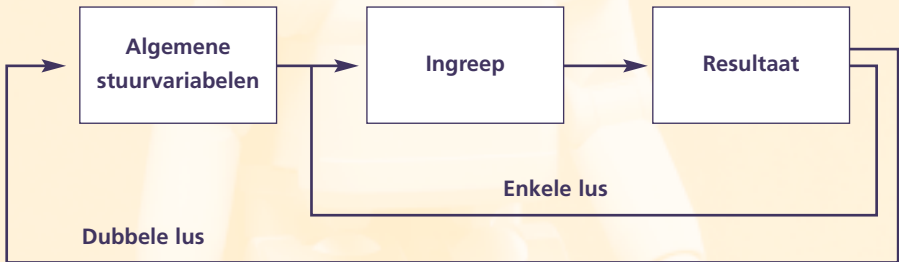 Algemene
stuurvariabelen
Ingreep
Resultaat
Enkele lus
Dubbele lus